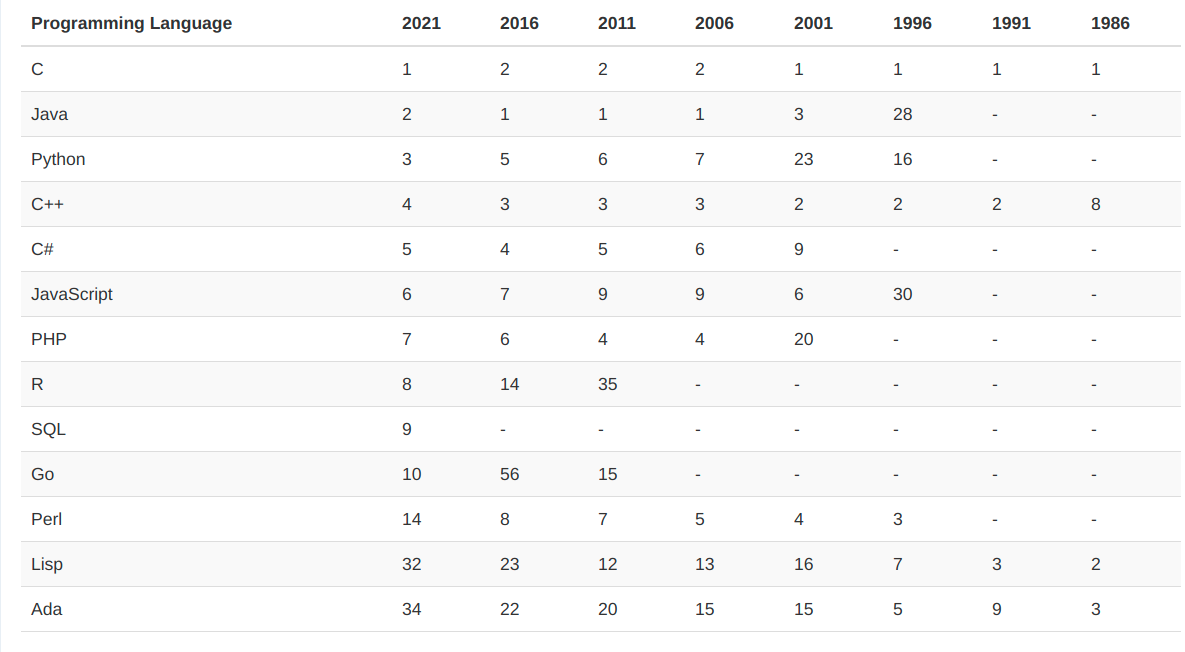 Programming Language 2021 2016 2011 2006 2001 1996 1991 1986
C 1 2 2 2 1 1 1 1
Java 2 1 1 1 3 28 - -
Python 3 5 6 7 23 16 - -
C++ 4 3 3 3 2 2 2 8
C# 5 4 5 6 9 - - -
JavaScript 6 7 9 9 6 30 - -
PHP 7 6 4 4 20 - - -
R 8 14 35 - - - - -
SQL 9 - - - - - - -
Go 10 56 15 - - - - -
Perl 14 8 7 5 4 3 - -
Lisp 32 23 12 13 16 7 3 2
Ada 34 22 20 15 15 5 9 3